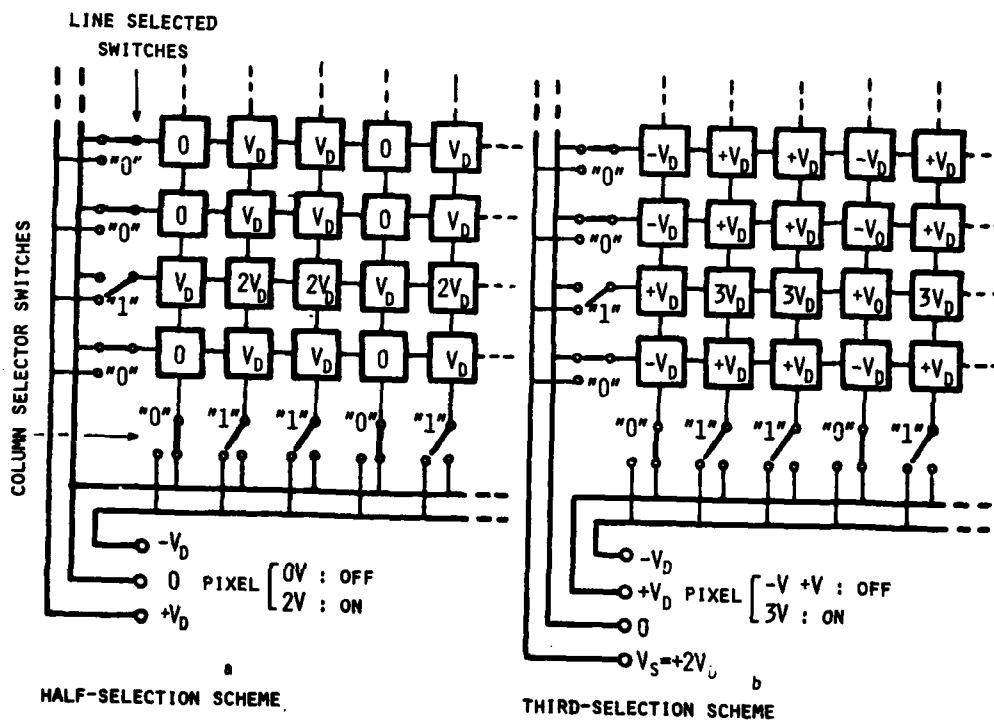 LINE SELECTED
SWITCHES
COLUMN SELECTOR SWITCHES
"0" 0 V_D V_D 0 V_D
"0" 0 V_D V_D 0 V_D
"1" V_D 2V_D 2V_D V_D 2V_D
"0" 0 V_D V_D 0 V_D
"0" "1" "1" "0" "1"
-V_D
0
+V_D
PIXEL
0V : OFF
2V : ON
a
HALF-SELECTION SCHEME
"0" -V_D +V_D +V_D -V_D +V_D
"0" -V_D +V_D +V_D -V_0 +V_D
"1" +V_D 3V_D 3V_D +V_0 3V_D
"0" -V_D +V_D +V_D -V_D +V_D
"0" "1" "1" "0" "1"
-V_D
+V_D
0
V_S=+2V_D
PIXEL
-V +V : OFF
3V : ON
b
THIRD-SELECTION SCHEME